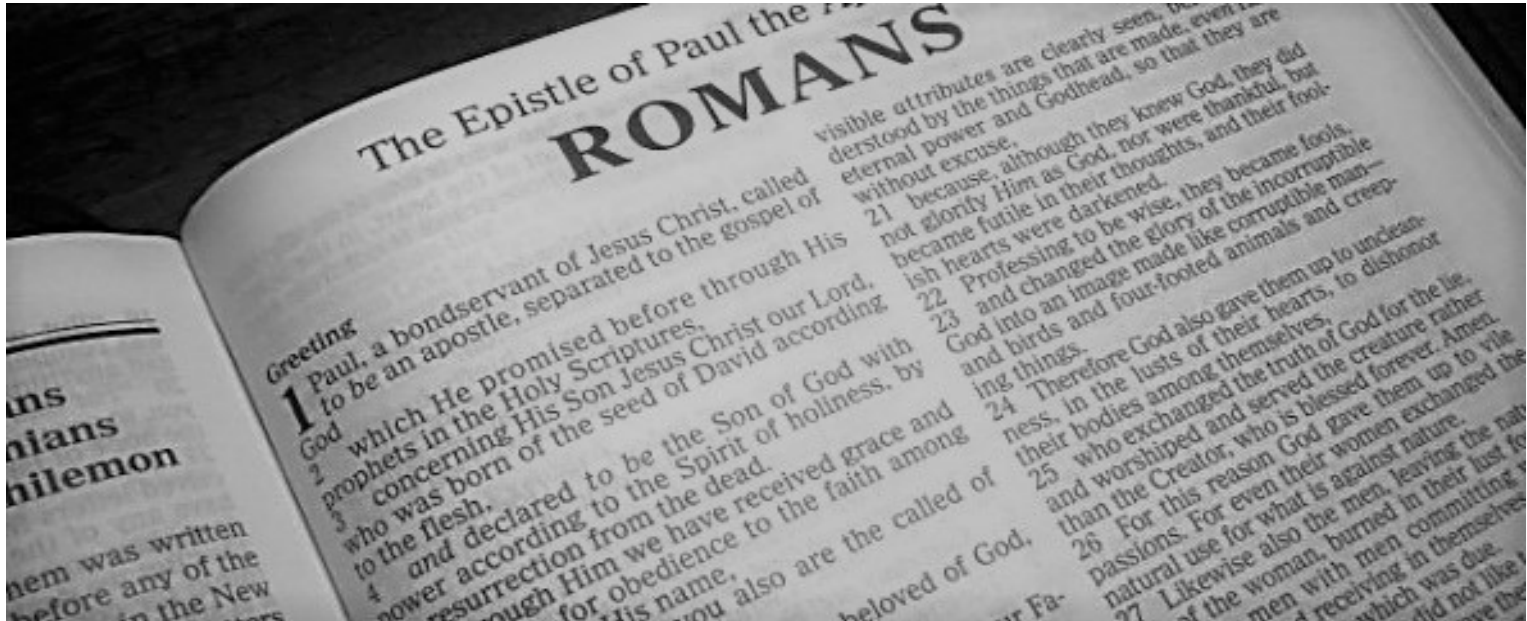 The Epistle of Paul the
ROMANS
Greeting
1 Paul, a bondservant of Jesus Christ, called
to be an apostle, separated to the gospel of
God
2 which He promised before through His
prophets in the Holy Scriptures,
3 concerning His Son Jesus Christ our Lord,
who was born of the seed of David according
to the flesh,
4 and declared to be the Son of God with
power according to the Spirit of holiness, by
resurrection from the dead.
ough Him we have received grace and
for obedience to the faith among
His name,
you also are the called of
beloved of God,
ur Fa-
visible attributes are clearly seen,
derstood by the things that are made, even
eternal power and Godhead, so that they are
without excuse,
21 because, although they knew God, they did
not glorify Him as God, nor were thankful, but
became futile in their thoughts, and their fool-
ish hearts were darkened.
22 Professing to be wise, they became fools,
23 and changed the glory of the incorruptible
God into an image made like corruptible man—
and birds and four-footed animals and creep-
ing things.
24 Therefore God also gave them up to unclean-
ness, in the lusts of their hearts, to dishonor
their bodies among themselves,
25 who exchanged the truth of God for the lie,
and worshiped and served the creature rather
than the Creator, who is blessed forever. Amen.
26 For this reason God gave them up to vile
passions. For even their women exchanged the
natural use for what is against nature.
27 Likewise also the men, leaving the
of the woman, burned in their lust
men with men committing
d receiving in themselve
which was due.
did not like
ans
nians
hilemon
hem was written
before any of the
in the New